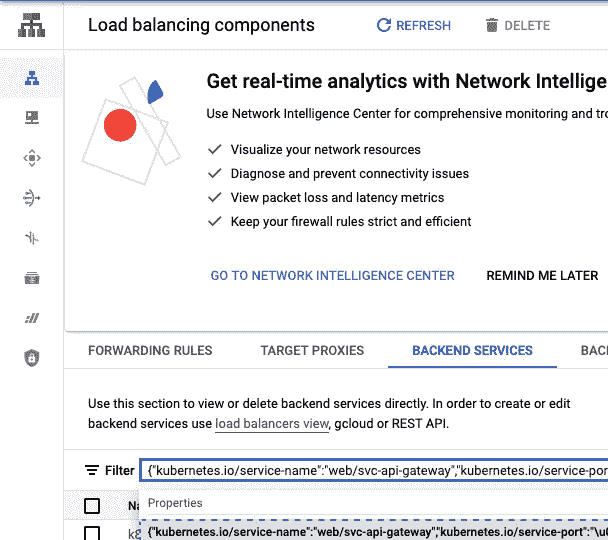 Load balancing components
REFRESH
DELETE
Get real-time analytics with Network Intellige
Use Network Intelligence Center for comprehensive monitoring and tro
Visualize your network resources
Diagnose and prevent connectivity issues
View packet loss and latency metrics
Keep your firewall rules strict and efficient
GO TO NETWORK INTELLIGENCE CENTER
REMIND ME LATER
FORWARDING RULES
TARGET PROXIES
BACKEND SERVICES
BAC
Use this section to view or delete backend services directly. In order to create or edit
backend services use load balancers view, gcloud or REST API.
Filter
{"kubernetes.io/service-name":"web/svc-api-gateway","kubernetes.io/service-por
Na
Properties
k8
{"kubernetes.io/service-name":"web/svc-api-gateway","kubernetes.io/service-port":"\u0